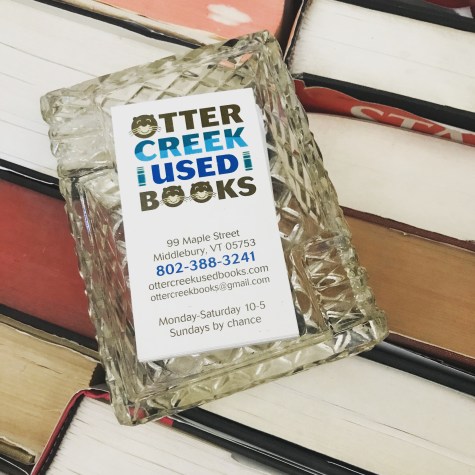 OTTER
CREEK
USED
BOOKS
99 Maple Street
Middlebury, VT 05753
802-388-3241
ottercreekusedbooks.com
ottercreekbooks@gmail.com
Monday-Saturday 10-5
Sundays by chance